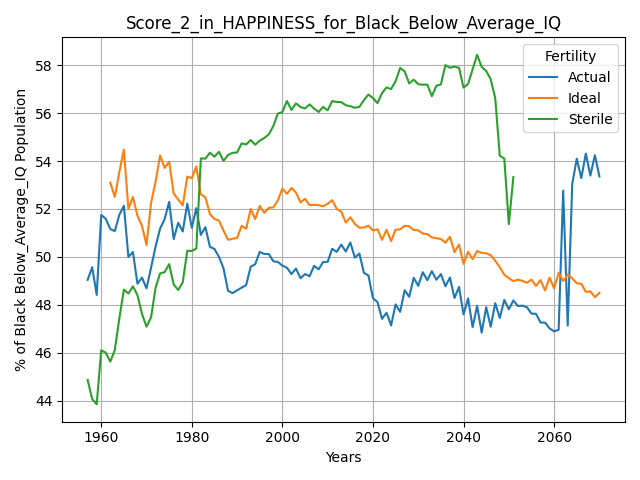 Score_2_in_HAPPINESS_for_Black_Below_Average_IQ
% of Black Below_Average_IQ Population
58
56
54
52
50
48
46
44
Fertility
Actual
Ideal
Sterile
1960
1980
2000
2020
2040
2060
Years